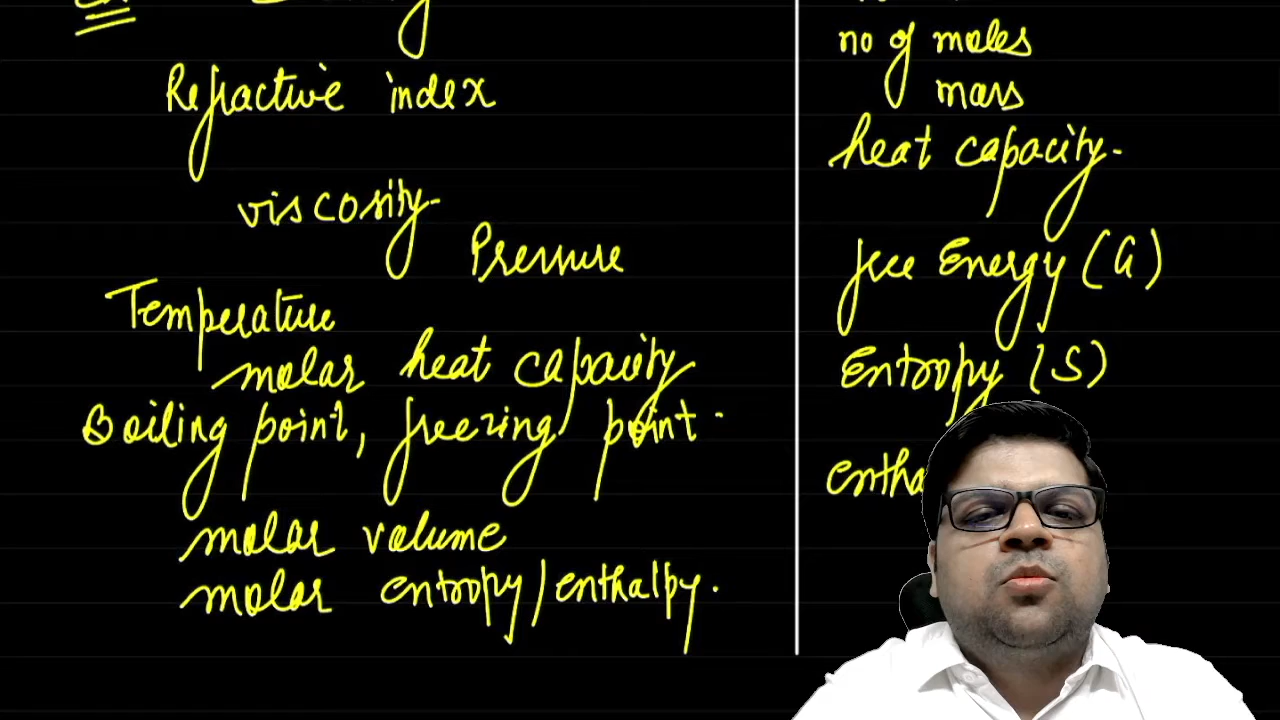 Ex
Refractive index
viscosity
Pressure
Temperature
molar heat capacity
Boiling point, freezing point.
molar volume
molar entropy/enthalpy.
no of moles
mass
heat capacity.
free Energy (G)
Entropy (S)